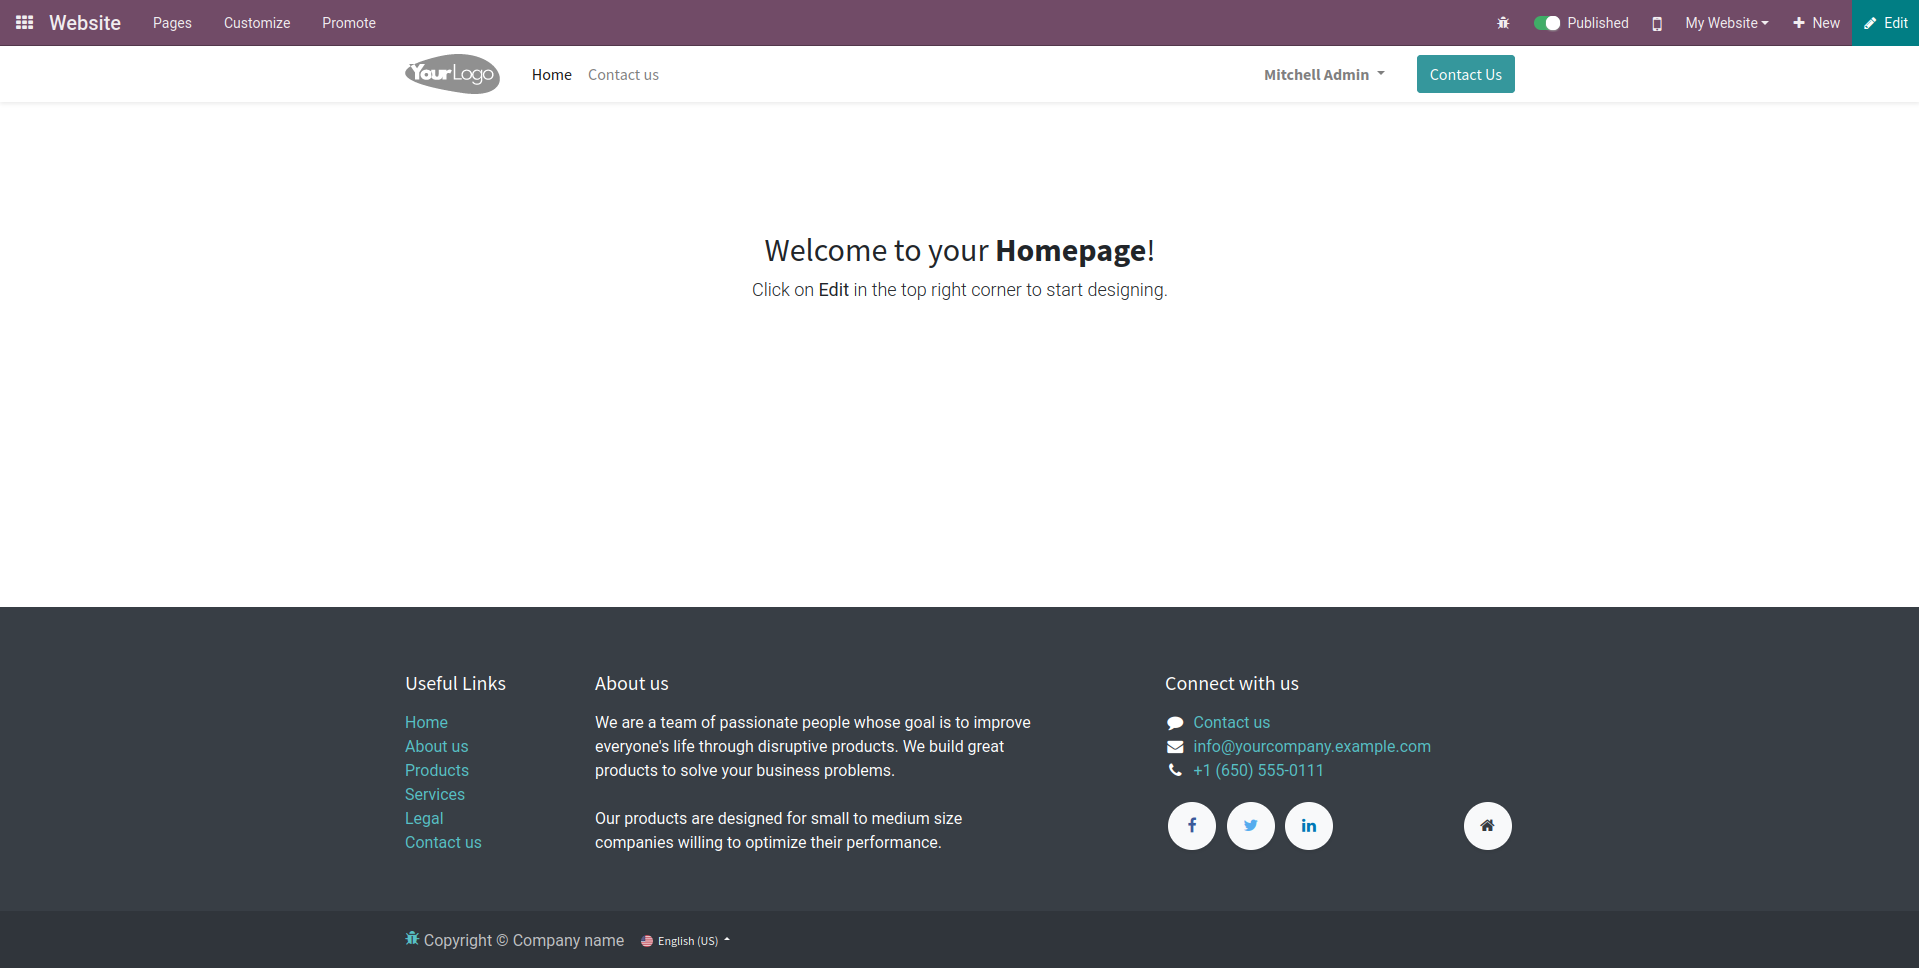 Website Pages Customize Promote Published My Website New Edit
YourLogo Home Contact us Mitchell Admin Contact Us
Welcome to your Homepage!
Click on Edit in the top right corner to start designing.
Useful Links
Home
About us
Products
Services
Legal
Contact us
About us
We are a team of passionate people whose goal is to improve
everyone's life through disruptive products. We build great
products to solve your business problems.
Our products are designed for small to medium size
companies willing to optimize their performance.
Connect with us
Contact us
info@yourcompany.example.com
+1 (650) 555-0111
Copyright © Company name English (US)